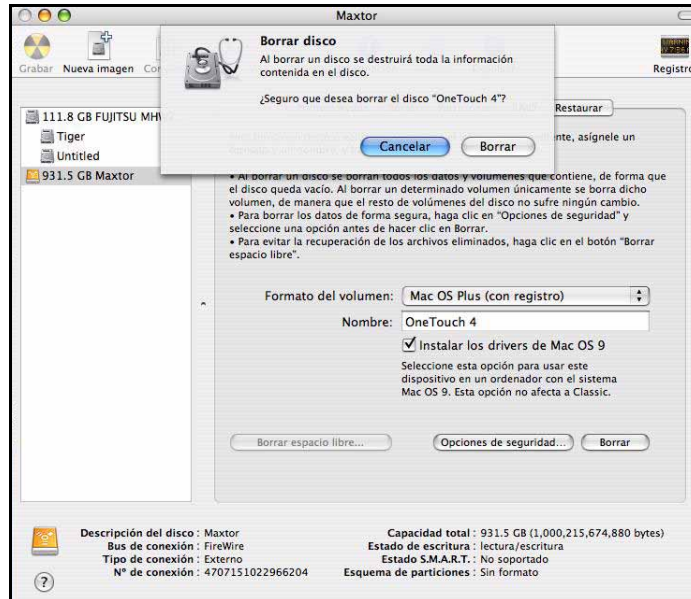 Maxtor
Borrar disco
Al borrar un disco se destruirá toda la información
contenida en el disco.
¿Seguro que desea borrar el disco "OneTouch 4"?
Cancelar
Borrar
Grabar
Nueva imagen
Registro
Restaurar
111.8 GB FUJITSU
Tiger
Untitled
931.5 GB Maxtor
asígnele un
• Al borrar un disco se borran todos los datos y volúmenes que contiene, de forma que
el disco queda vacío. Al borrar un determinado volumen únicamente se borra dicho
volumen, de manera que el resto de volúmenes del disco no sufre ningún cambio.
• Para borrar los datos de forma segura, haga clic en "Opciones de seguridad" y
seleccione una opción antes de hacer clic en Borrar.
• Para evitar la recuperación de los archivos eliminados, haga clic en el botón "Borrar
espacio libre".
Formato del volumen: Mac OS Plus (con registro)
Nombre: OneTouch 4
Instalar los drivers de Mac OS 9
Seleccione esta opción para usar este
dispositivo en un ordenador con el sistema
Mac OS 9. Esta opción no afecta a Classic.
Borrar espacio libre...
Opciones de seguridad...
Borrar
Descripción del disco : Maxtor
Bus de conexión : FireWire
Tipo de conexión : Externo
Nº de conexión : 4707151022966204
Capacidad total : 931.5 GB (1,000,215,674,880 bytes)
Estado de escritura : lectura/escritura
Estado S.M.A.R.T. : No soportado
Esquema de particiones : Sin formato
?